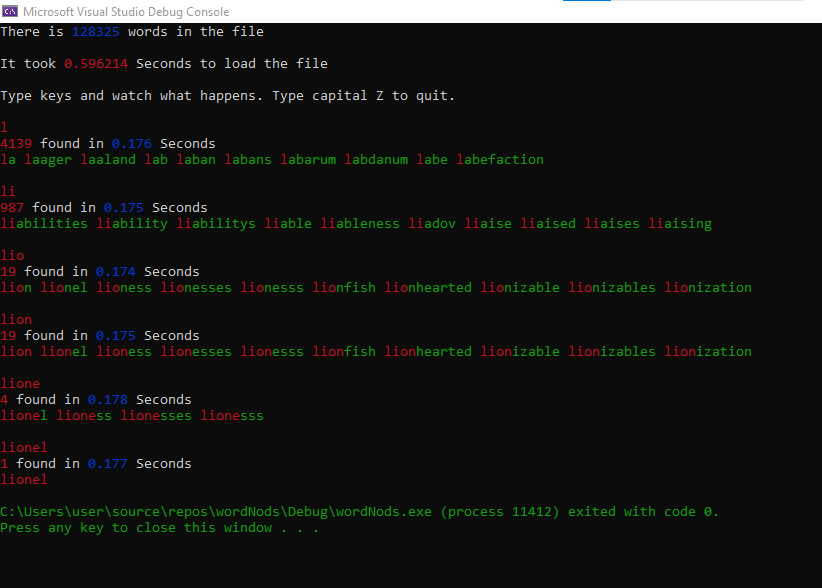 Microsoft Visual Studio Debug Console
There is 128325 words in the file
It took 0.596214 Seconds to load the file
Type keys and watch what happens. Type capital Z to quit.
l
4139 found in 0.176 Seconds
la laager laaland lab laban labans labarum labdanum labe labefaction
li
987 found in 0.175 Seconds
liabilities liability liabilitys liable liableness liadov liaise liaised liaises liaising
lio
19 found in 0.174 Seconds
lion lionel lioness lionesses lionesss lionfish lionhearted lionizable lionizables lionization
lion
19 found in 0.175 Seconds
lion lionel lioness lionesses lionesss lionfish lionhearted lionizable lionizables lionization
lione
4 found in 0.178 Seconds
lionel lioness lionesses lionesss
lionel
1 found in 0.177 Seconds
lionel
C:\Users\user\source\repos\wordNods\Debug\wordNods.exe (process 11412) exited with code 0.
Press any key to close this window . . .